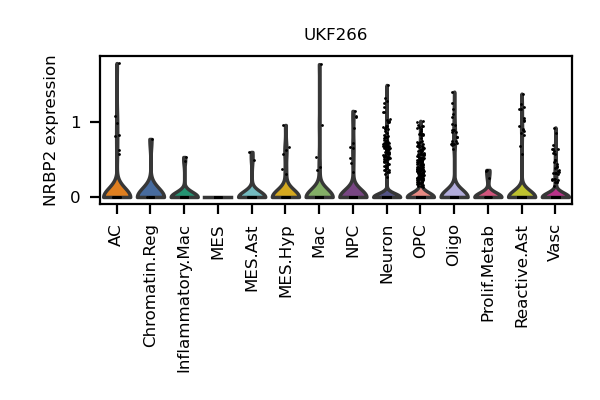 UKF266
NRBP2 expression
1
0
AC
Chromatin.Reg
Inflammatory.Mac
MES
MES.Ast
MES.Hyp
Mac
NPC
Neuron
OPC
Oligo
Prolif.Metab
Reactive.Ast
Vasc